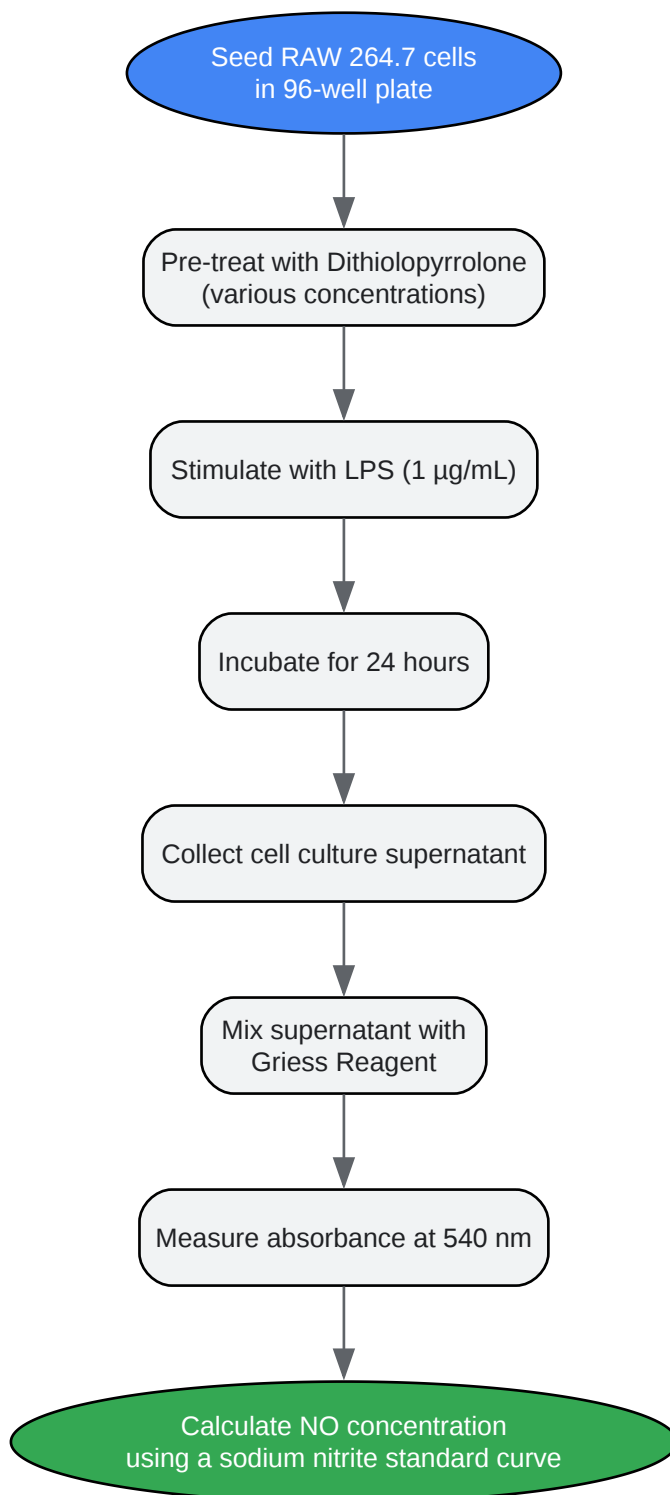 Seed RAW 264.7 cells
in 96-well plate
Pre-treat with Dithiolopyrrolone
(various concentrations)
Stimulate with LPS (1 µg/mL)
Incubate for 24 hours
Collect cell culture supernatant
Mix supernatant with
Griess Reagent
Measure absorbance at 540 nm
Calculate NO concentration
using a sodium nitrite standard curve